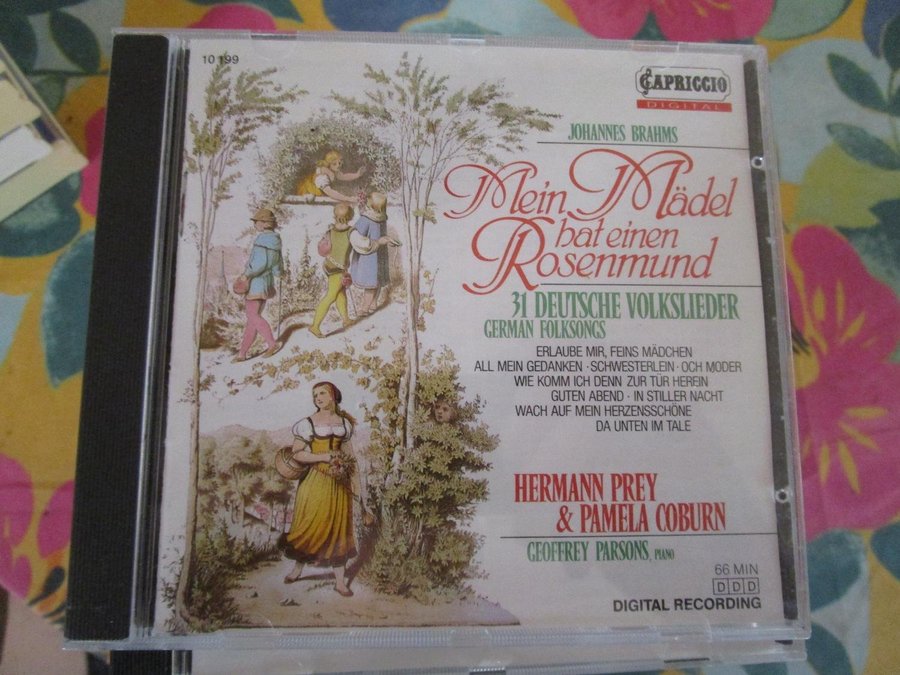 10 199
CAPRICCIO
DIGITAL
JOHANNES BRAHMS
Mein Mädel
hat einen
Rosenmund
31 DEUTSCHE VOLKSLIEDER
GERMAN FOLKSONGS
ERLAUBE MIR, FEINS MÄDCHEN
ALL MEIN GEDANKEN · SCHWESTERLEIN · OCH MODER
WIE KOMM ICH DENN ZUR TÜR HEREIN
GUTEN ABEND · IN STILLER NACHT
WACH AUF MEIN HERZENSSCHÖNE
DA UNTEN IM TALE
HERMANN PREY
& PAMELA COBURN
GEOFFREY PARSONS, PIANO
66 MIN
DDD
DIGITAL RECORDING